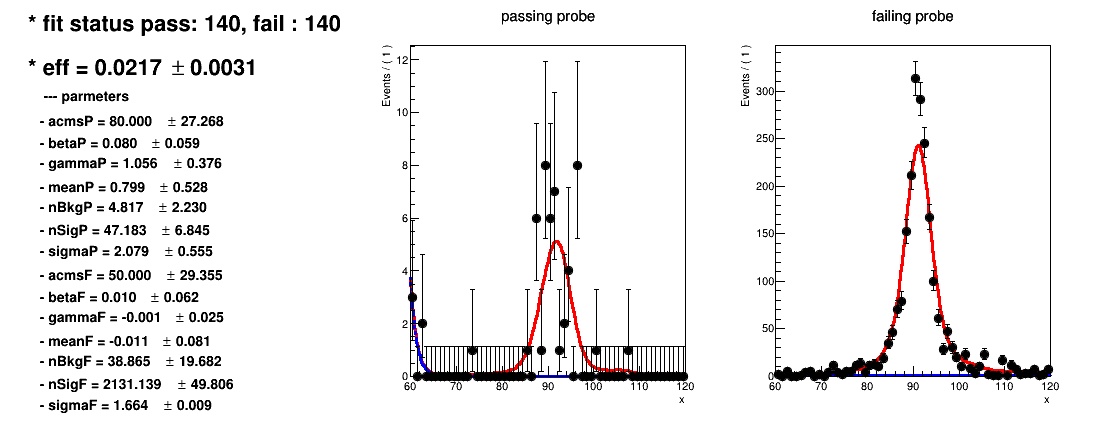 * fit status pass: 140, fail : 140
* eff = 0.0217 ± 0.0031
--- parmeters
- acmsP = 80.000 ± 27.268
- betaP = 0.080 ± 0.059
- gammaP = 1.056 ± 0.376
- meanP = 0.799 ± 0.528
- nBkgP = 4.817 ± 2.230
- nSigP = 47.183 ± 6.845
- sigmaP = 2.079 ± 0.555
- acmsF = 50.000 ± 29.355
- betaF = 0.010 ± 0.062
- gammaF = -0.001 ± 0.025
- meanF = -0.011 ± 0.081
- nBkgF = 38.865 ± 19.682
- nSigF = 2131.139 ± 49.806
- sigmaF = 1.664 ± 0.009
passing probe
Events / ( 1 )
12
10
8
6
4
2
0
60 70 80 90 100 110 120
x
failing probe
Events / ( 1 )
300
250
200
150
100
50
0
60 70 80 90 100 110 120
x